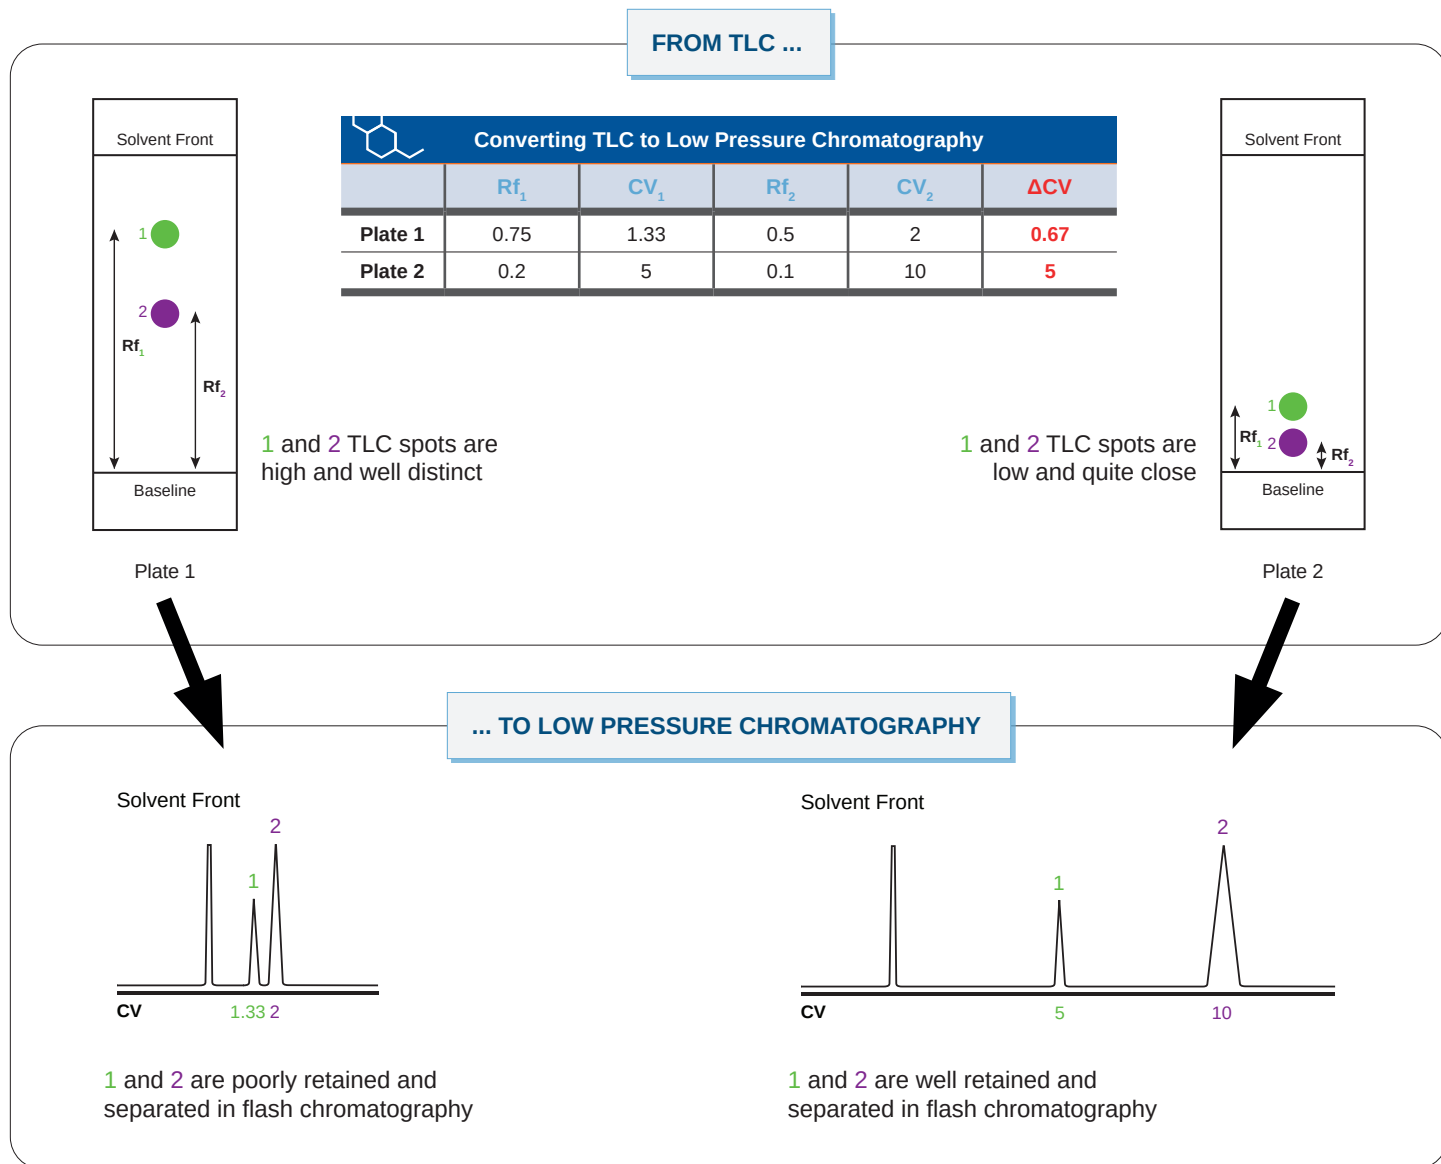 FROM TLC ...
Solvent Front
1
2
Rf1
Rf2
Baseline
Plate 1
1 and 2 TLC spots are
high and well distinct
Converting TLC to Low Pressure Chromatography
Rf1 CV1 Rf2 CV2 ΔCV
Plate 1 0.75 1.33 0.5 2 0.67
Plate 2 0.2 5 0.1 10 5
1 and 2 TLC spots are
low and quite close
Solvent Front
1
Rf1 2
Rf2
Baseline
Plate 2
... TO LOW PRESSURE CHROMATOGRAPHY
Solvent Front
2
1
CV 1.33 2
1 and 2 are poorly retained and
separated in flash chromatography
Solvent Front
2
1
CV 5 10
1 and 2 are well retained and
separated in flash chromatography